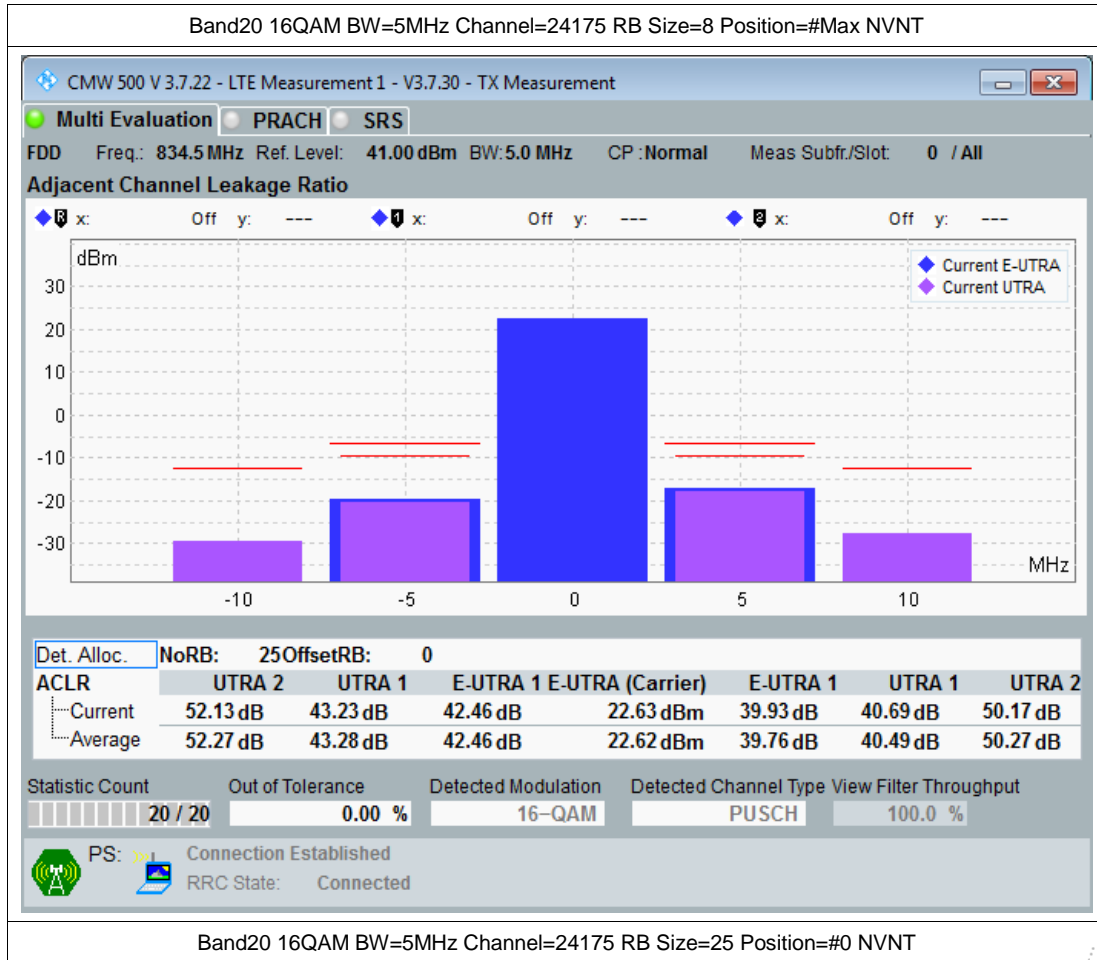 Band20 16QAM BW=5MHz Channel=24175 RB Size=8 Position=#Max NVNT
CMW 500 V 3.7.22 - LTE Measurement 1 - V3.7.30 - TX Measurement
Multi Evaluation PRACH SRS
FDD Freq.: 834.5 MHz Ref. Level: 41.00 dBm BW: 5.0 MHz CP : Normal Meas Subfr./Slot: 0 / All
Adjacent Channel Leakage Ratio
R x: Off y: --- 1 x: Off y: --- 2 x: Off y: ---
dBm
Current E-UTRA
Current UTRA
30
20
10
0
-10
-20
-30
MHz
-10 -5 0 5 10
Det. Alloc. NoRB: 25 OffsetRB: 0
ACLR UTRA 2 UTRA 1 E-UTRA 1 E-UTRA (Carrier) E-UTRA 1 UTRA 1 UTRA 2
Current 52.13 dB 43.23 dB 42.46 dB 22.63 dBm 39.93 dB 40.69 dB 50.17 dB
Average 52.27 dB 43.28 dB 42.46 dB 22.62 dBm 39.76 dB 40.49 dB 50.27 dB
Statistic Count Out of Tolerance Detected Modulation Detected Channel Type View Filter Throughput
20 / 20 0.00 % 16-QAM PUSCH 100.0 %
PS: Connection Established
RRC State: Connected
Band20 16QAM BW=5MHz Channel=24175 RB Size=25 Position=#0 NVNT